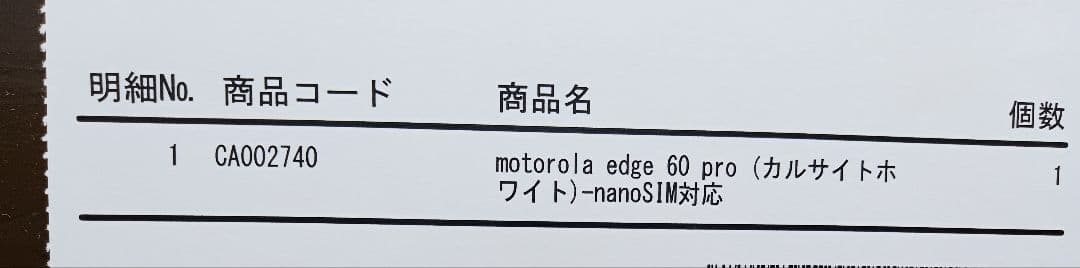 明細No. 商品コード 商品名 個数
1 CA002740 motorola edge 60 pro (カルサイトホ 1
ワイト)-nanoSIM対応